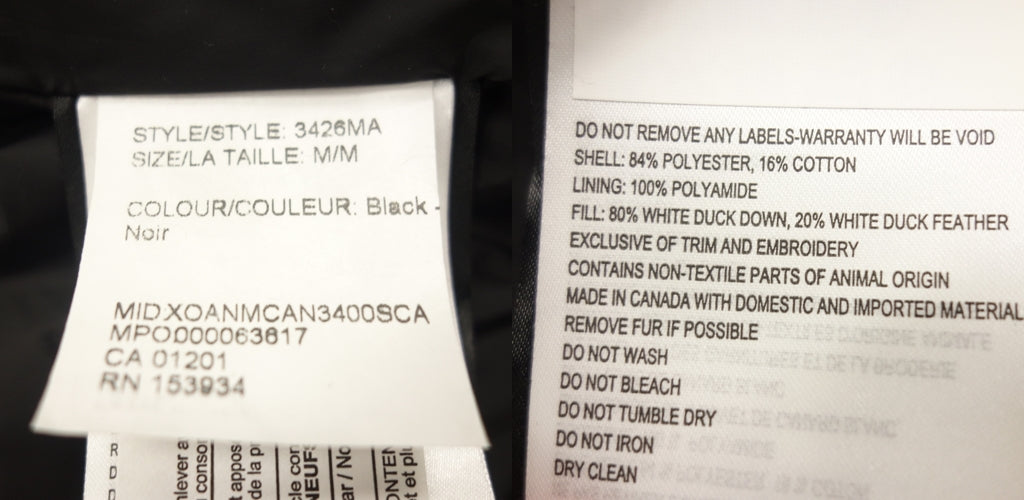 STYLE/STYLE: 3426MA
SIZE/LA TAILLE: M/M
COLOUR/COULEUR: Black -
Noir
MID:XOANMCAN3400SCA
MPO000063817
CA 01201
RN 153934
DO NOT REMOVE ANY LABELS-WARRANTY WILL BE VOID
SHELL: 84% POLYESTER, 16% COTTON
LINING: 100% POLYAMIDE
FILL: 80% WHITE DUCK DOWN, 20% WHITE DUCK FEATHER
EXCLUSIVE OF TRIM AND EMBROIDERY
CONTAINS NON-TEXTILE PARTS OF ANIMAL ORIGIN
MADE IN CANADA WITH DOMESTIC AND IMPORTED MATERIAL
REMOVE FUR IF POSSIBLE
DO NOT WASH
DO NOT BLEACH
DO NOT TUMBLE DRY
DO NOT IRON
DRY CLEAN